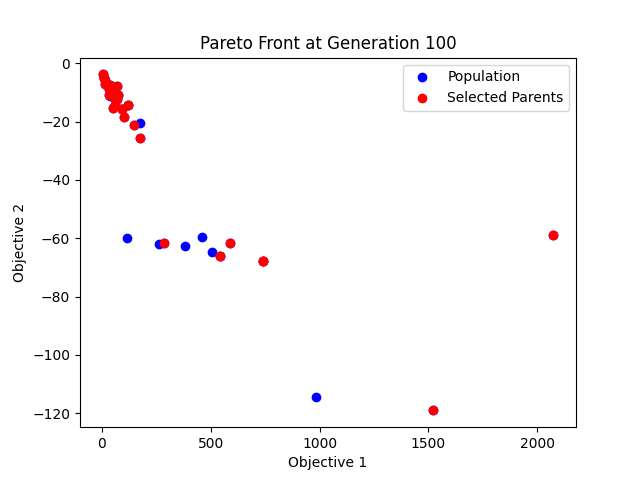 Pareto Front at Generation 100
Population
Selected Parents
0
−20
−40
−60
−80
−100
−120
Objective 2
0
500
1000
1500
2000
Objective 1